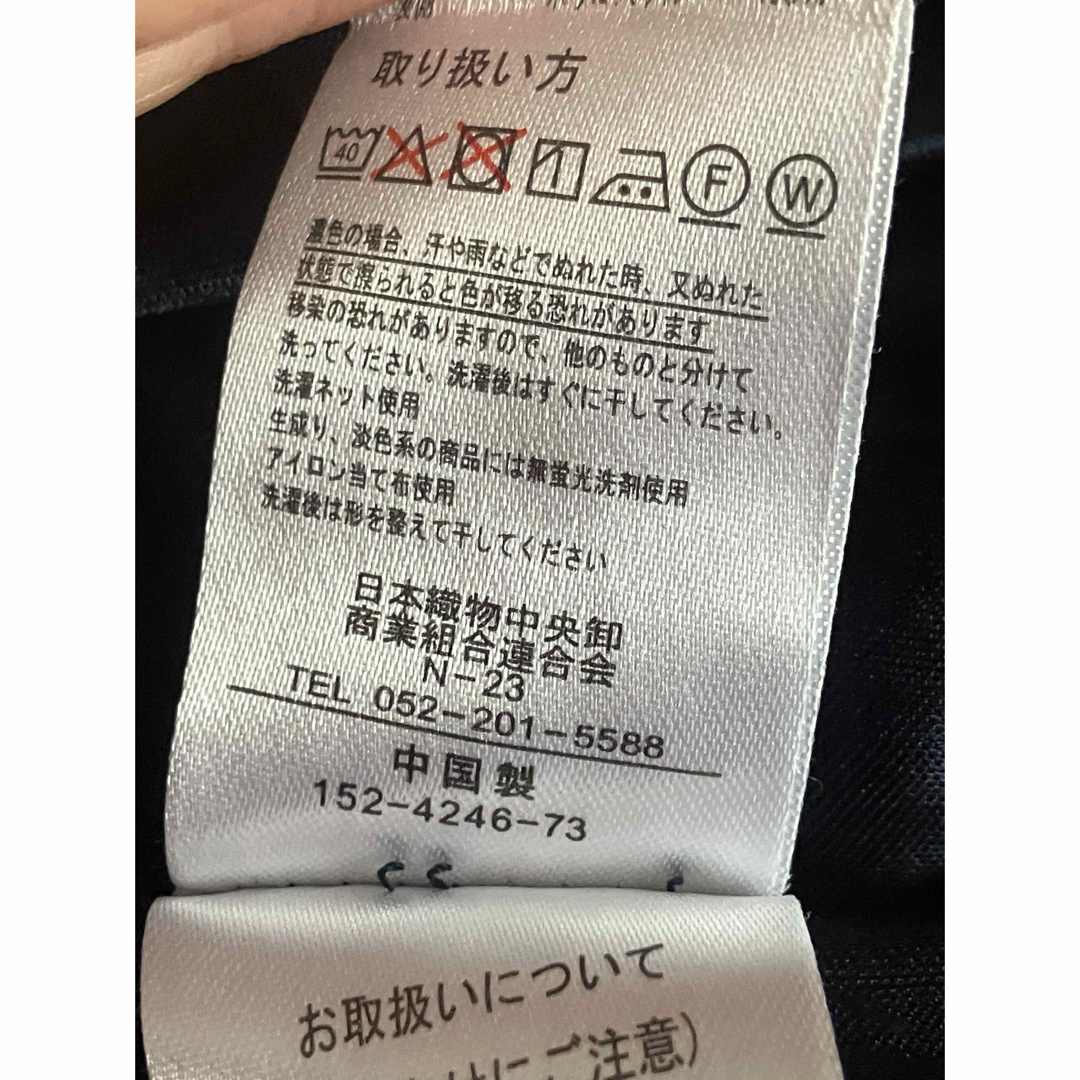 取り扱い方
40 F W
濃色の場合、汗や雨などでぬれた時、又ぬれた
状態で擦られると色が移る恐れがあります
移染の恐れがありますので、他のものと分けて
洗ってください。洗濯後はすぐに干してください。
洗濯ネット使用
生成り、淡色系の商品には無蛍光洗剤使用
アイロン当て布使用
洗濯後は形を整えて干してください
日本織物中央卸
商業組合連合会
N-23
TEL 052-201-5588
中国製
152-4246-73
お取扱いについて
にご注意)